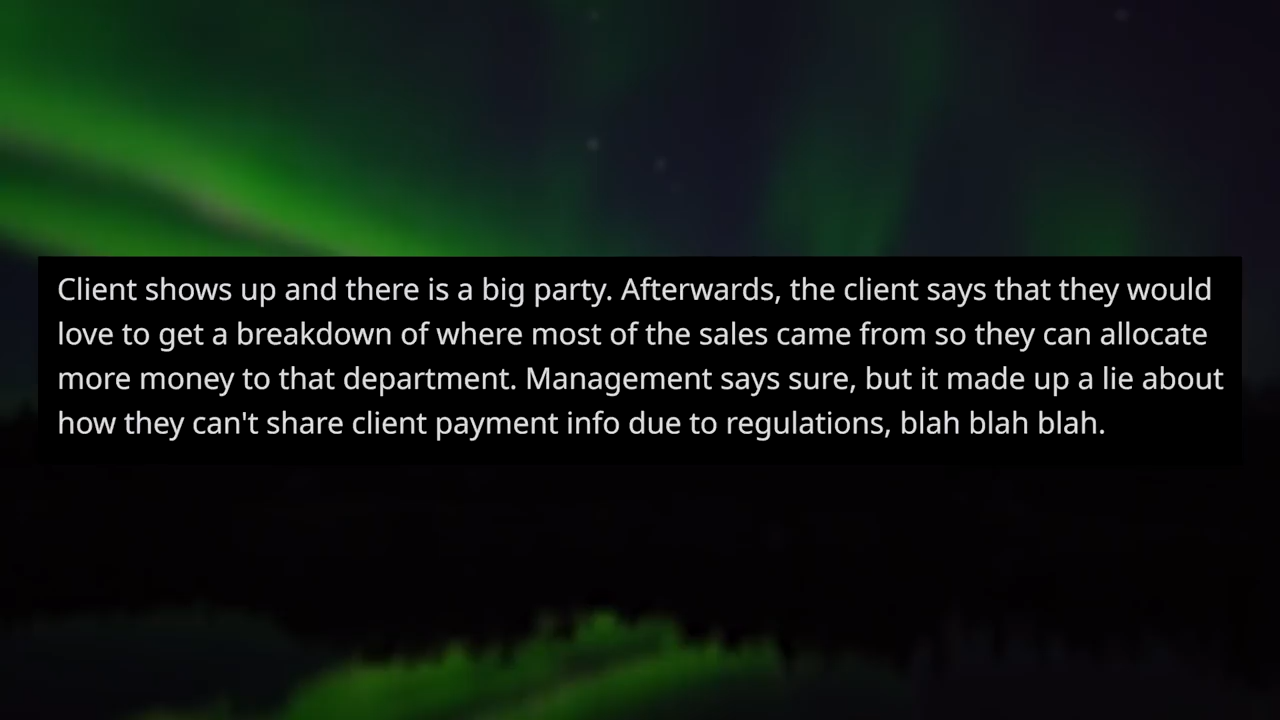 Client shows up and there is a big party. Afterwards, the client says that they would
love to get a breakdown of where most of the sales came from so they can allocate
more money to that department. Management says sure, but it made up a lie about
how they can't share client payment info due to regulations, blah blah blah.